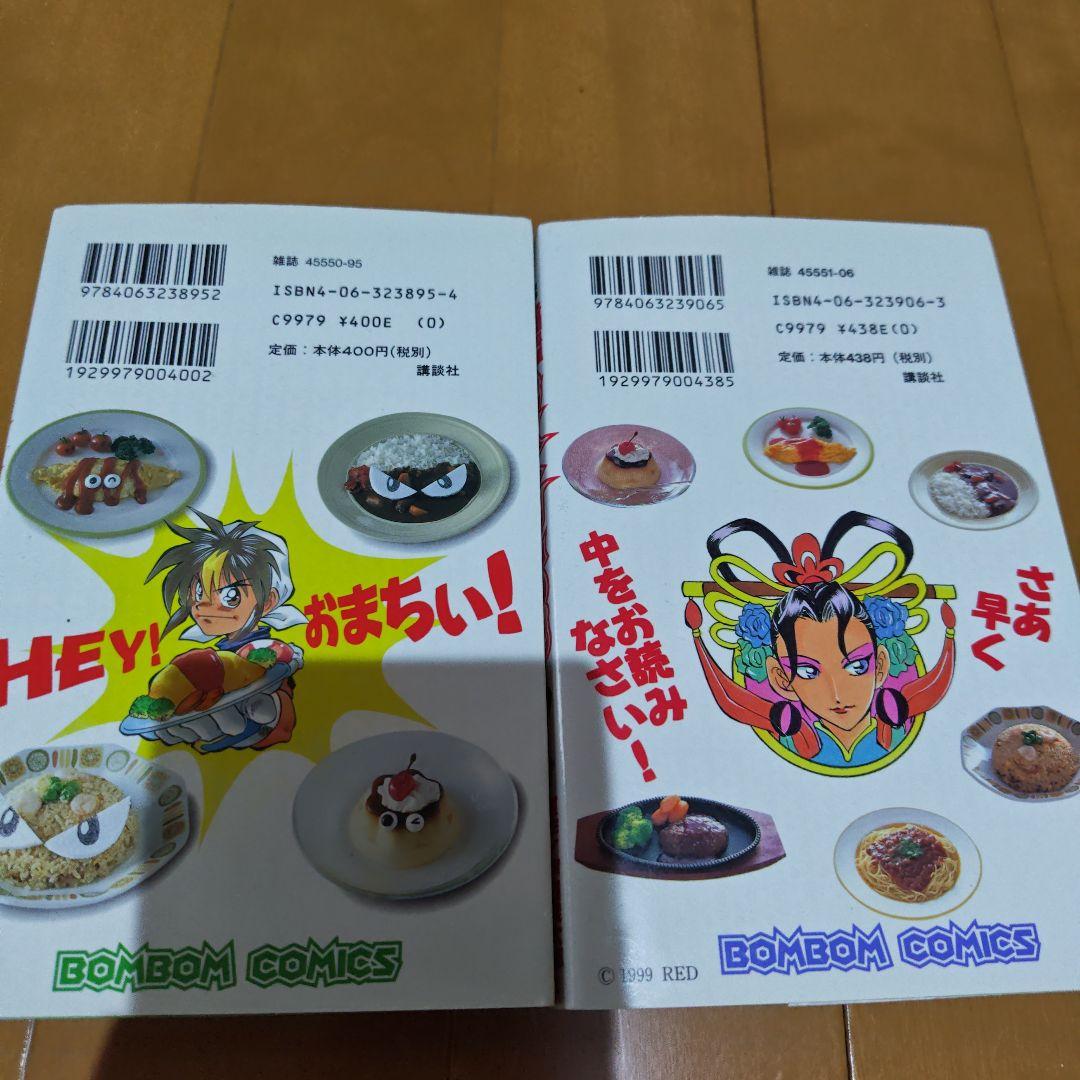 雑誌 45550-95
9784063238952
ISBN4-06-323895-4
C9979 ¥400E (0)
1929979004002
定価：本体400円(税別)
講談社
HEY!
おまちぃ!
BOMBOM COMICS
雑誌 45551-06
9784063239065
ISBN4-06-323906-3
C9979 ¥438E(0)
1929979004385
定価：本体438円（税別）
講談社
さあ
早く
中をお読み
なさい!
BOMBOM COMICS
© 1999 RED